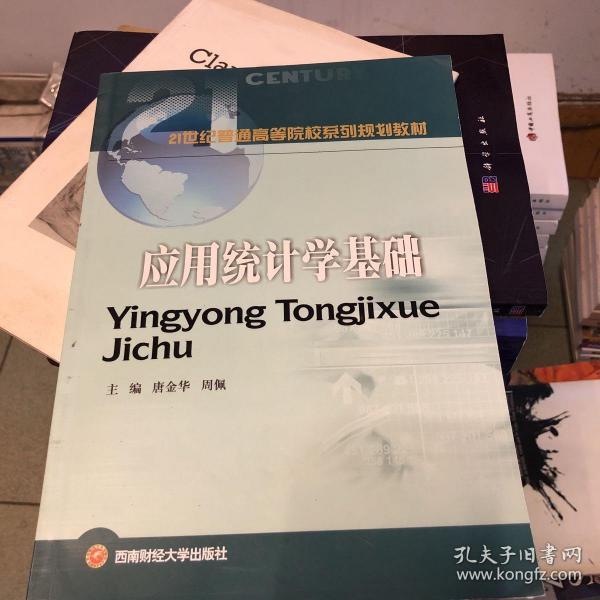 Cla
21
CENTURY
21世纪普通高等院校系列规划教材
应用统计学基础
Yingyong Tongjixue
Jichu
主 编 唐金华 周佩
西南财经大学出版社
孔夫子旧书网
www.kongfz.com